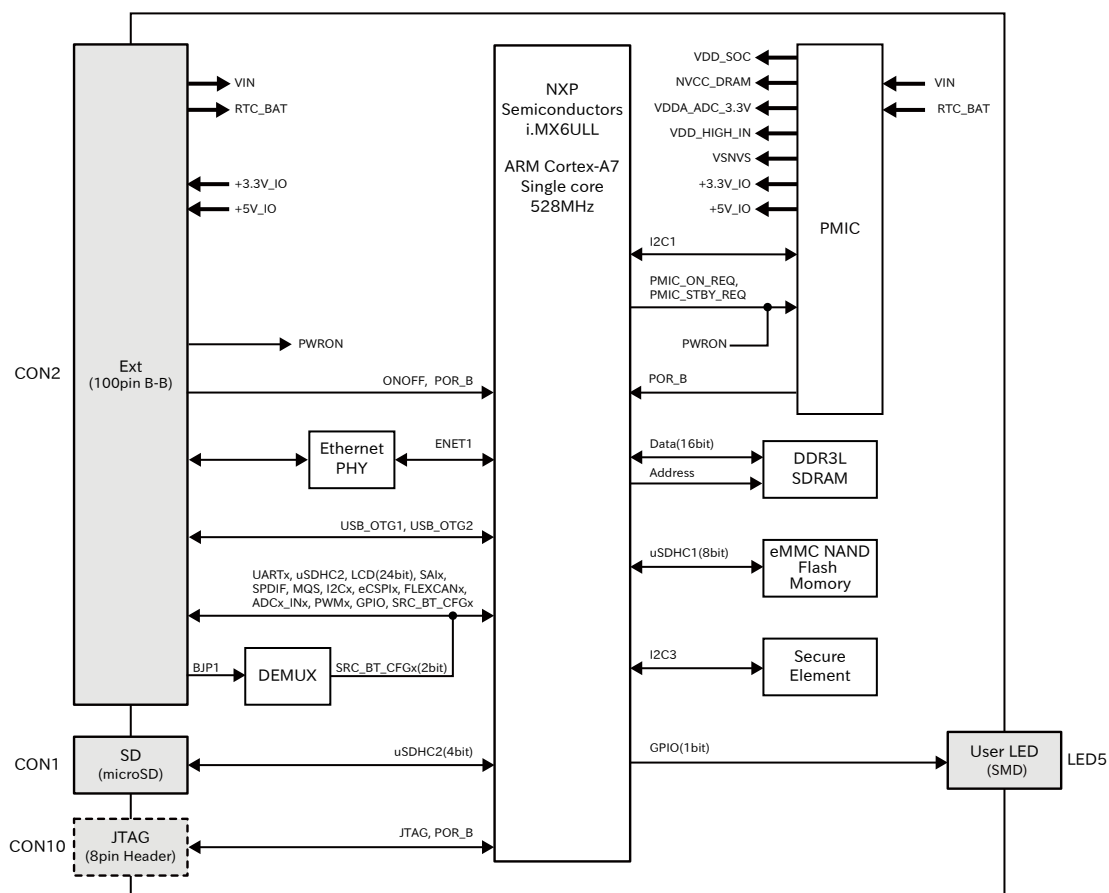 CON2
Ext
(100pin B-B)
VIN
RTC_BAT
+3.3V_IO
+5V_IO
PWRON
ONOFF, POR_B
Ethernet
PHY
ENET1
USB_OTG1, USB_OTG2
UARTx, uSDHC2, LCD(24bit), SAIx,
SPDIF, MQS, I2Cx, eCSPIx, FLEXCANx,
ADCx_INx, PWMx, GPIO, SRC_BT_CFGx
BJP1
DEMUX
SRC_BT_CFGx(2bit)
CON1
SD
(microSD)
uSDHC2(4bit)
CON10
JTAG
(8pin Header)
JTAG, POR_B
NXP
Semiconductors
i.MX6ULL
ARM Cortex-A7
Single core
528MHz
VDD_SOC
NVCC_DRAM
VDDA_ADC_3.3V
VDD_HIGH_IN
VSNVS
+3.3V_IO
+5V_IO
PMIC
VIN
RTC_BAT
I2C1
PMIC_ON_REQ,
PMIC_STBY_REQ
PWRON
POR_B
Data(16bit)
Address
DDR3L
SDRAM
uSDHC1(8bit)
eMMC NAND
Flash
Momory
I2C3
Secure
Element
GPIO(1bit)
User LED
(SMD)
LED5